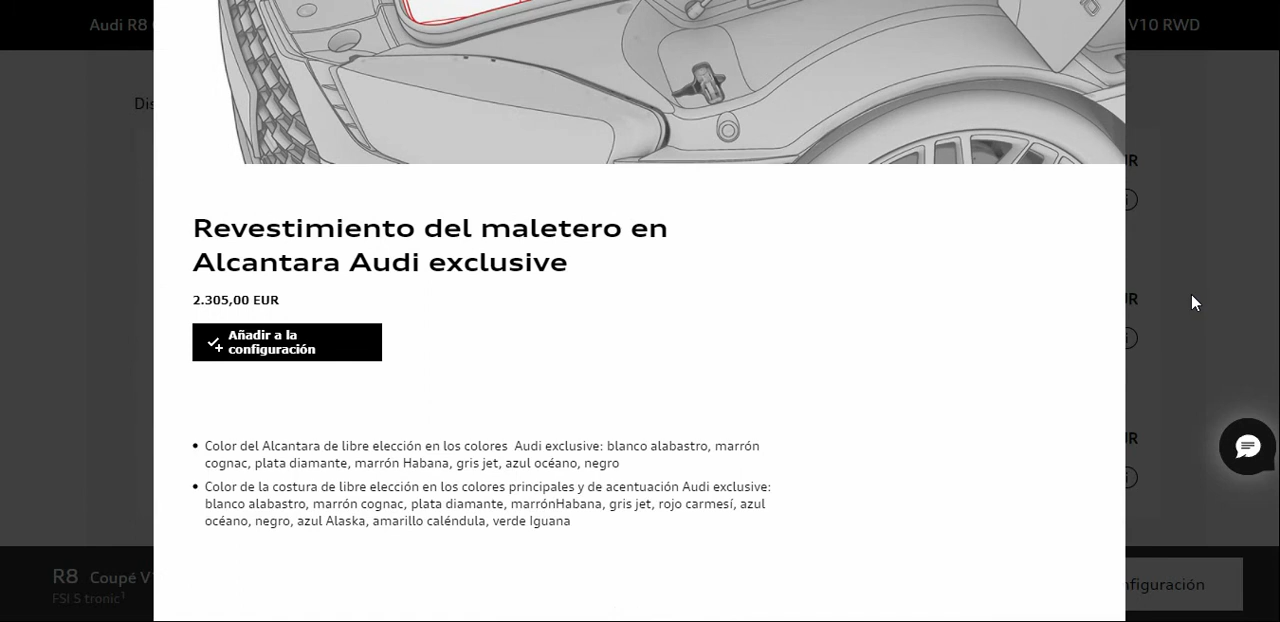 Audi R8
V10 RWD
Revestimiento del maletero en
Alcantara Audi exclusive
2.305,00 EUR
Añadir a la
configuración
• Color del Alcantara de libre elección en los colores  Audi exclusive: blanco alabastro, marrón
cognac, plata diamante, marrón Habana, gris jet, azul océano, negro
• Color de la costura de libre elección en los colores principales y de acentuación Audi exclusive:
blanco alabastro, marrón cognac, plata diamante, marrónHabana, gris jet, rojo carmesí, azul
océano, negro, azul Alaska, amarillo caléndula, verde Iguana
R8 Coupé V1
FSI S tronic¹
nfiguración